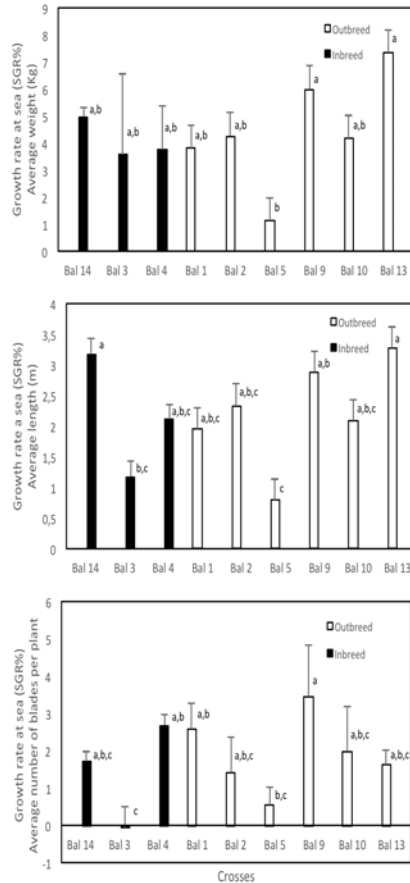 Growth rate at sea (SGR%)
Average weight (Kg)
9
8
7
6
5
4
3
2
1
0
Outbreed
Inbreed
a,b
a,b
a,b
a,b
a,b
b
a
a,b
a
Bal 14 Bal 3 Bal 4 Bal 1 Bal 2 Bal 5 Bal 9 Bal 10 Bal 13
Growth rate a sea (SGR%)
Average length (m)
4
3,5
3
2,5
2
1,5
1
0,5
0
Outbreed
Inbreed
a
b,c
a,b,c
a,b,c
a,b,c
c
a,b
a,b,c
a
Bal 14 Bal 3 Bal 4 Bal 1 Bal 2 Bal 5 Bal 9 Bal 10 Bal 13
Growth rate at sea (SGR%)
Average number of blades per plant
6
5
4
3
2
1
0
-1
Outbreed
Inbreed
a,b,c
c
a,b
a,b
a,b,c
b,c
a
a,b,c
a,b,c
Bal 14 Bal 3 Bal 4 Bal 1 Bal 2 Bal 5 Bal 9 Bal 10 Bal 13
Crosses